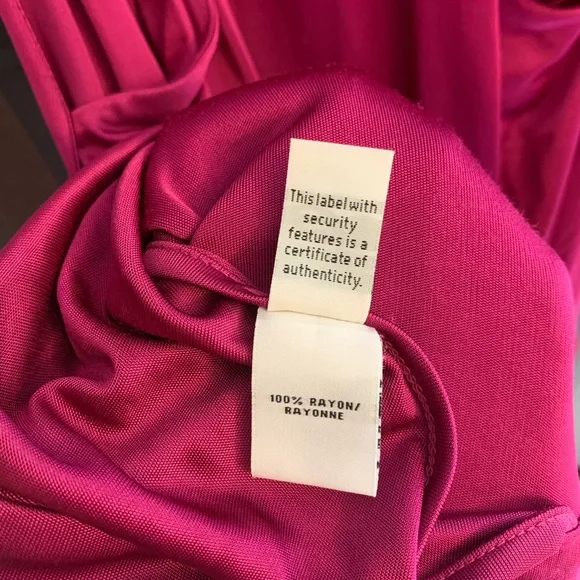 This label with
security
features is a
certificate of
authenticity.
100% RAYON/
RAYONNE